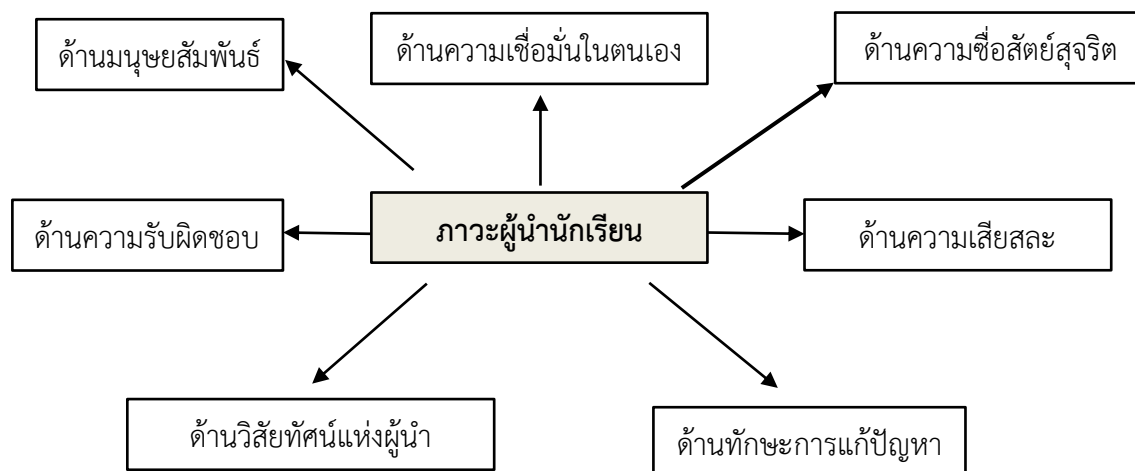 ด้านมนุษยสัมพันธ์
ด้านความเชื่อมั่นในตนเอง
ด้านความซื่อสัตย์สุจริต
ด้านความรับผิดชอบ
ภาวะผู้นำนักเรียน
ด้านความเสียสละ
ด้านวิสัยทัศน์แห่งผู้นำ
ด้านทักษะการแก้ปัญหา